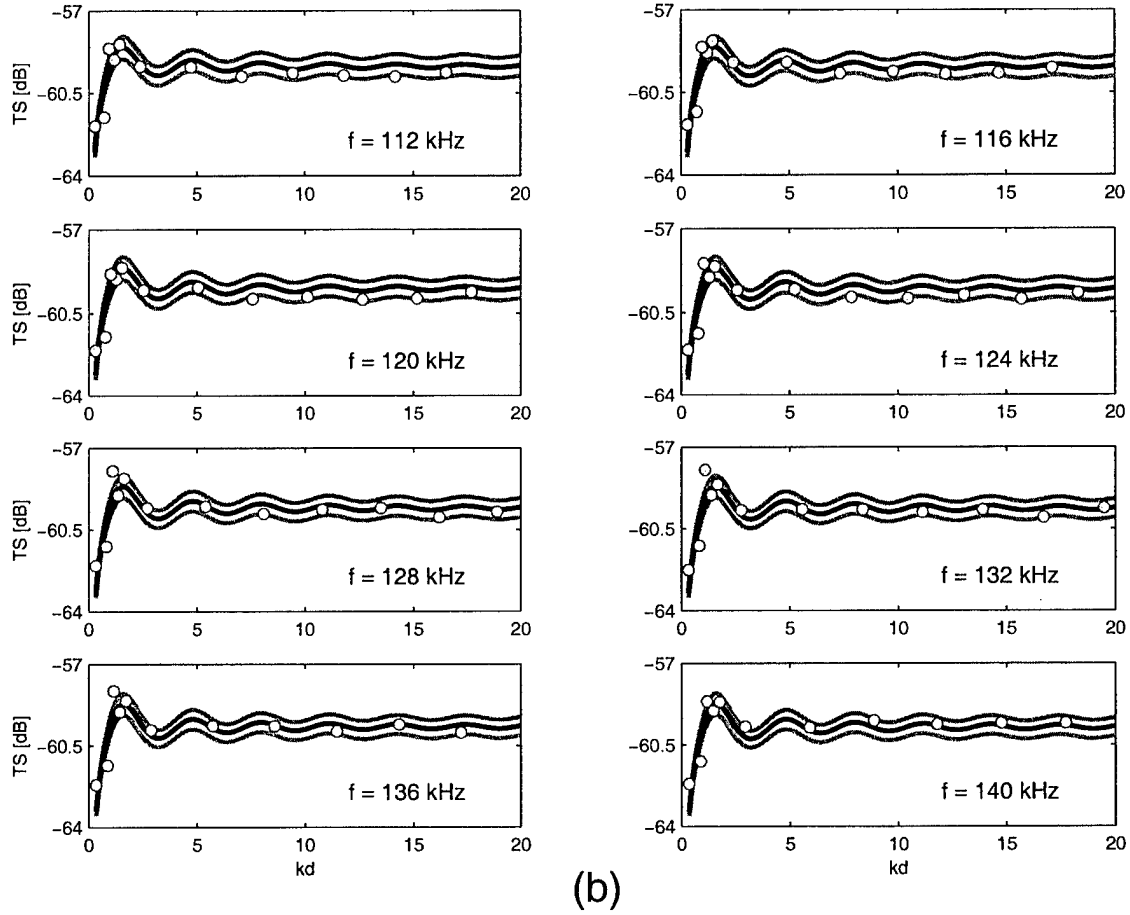 TS [dB]
−57
−60.5
−64
f = 112 kHz
0 5 10 15 20
−57
−60.5
−64
f = 116 kHz
0 5 10 15 20
TS [dB]
−57
−60.5
−64
f = 120 kHz
0 5 10 15 20
−57
−60.5
−64
f = 124 kHz
0 5 10 15 20
TS [dB]
−57
−60.5
−64
f = 128 kHz
0 5 10 15 20
−57
−60.5
−64
f = 132 kHz
0 5 10 15 20
TS [dB]
−57
−60.5
−64
f = 136 kHz
0 5 10 15 20
kd
−57
−60.5
−64
f = 140 kHz
0 5 10 15 20
kd
(b)